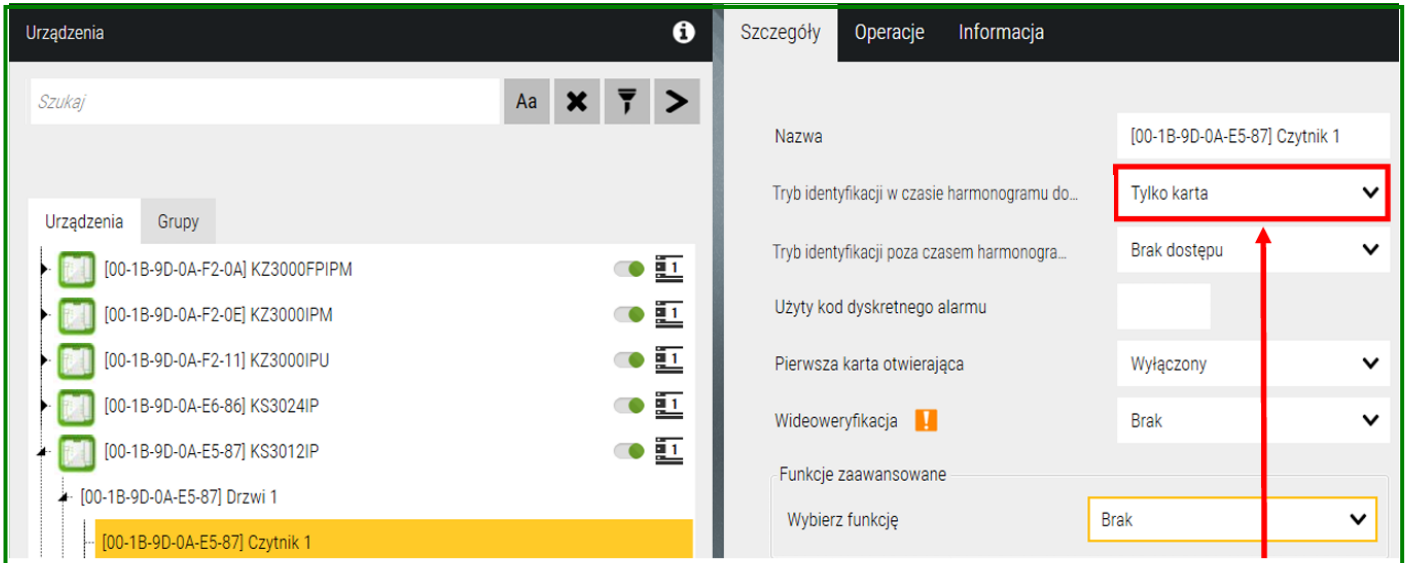 Urządzenia
Szukaj
Aa
Urządzenia Grupy
[00-1B-9D-0A-F2-0A] KZ3000FPIPM 1
[00-1B-9D-0A-F2-0E] KZ3000IPM 1
[00-1B-9D-0A-F2-11] KZ3000IPU 1
[00-1B-9D-0A-E6-86] KS3024IP 1
[00-1B-9D-0A-E5-87] KS3012IP 1
[00-1B-9D-0A-E5-87] Drzwi 1
[00-1B-9D-0A-E5-87] Czytnik 1
Szczegóły Operacje Informacja
Nazwa [00-1B-9D-0A-E5-87] Czytnik 1
Tryb identyfikacji w czasie harmonogramu do... Tylko karta
Tryb identyfikacji poza czasem harmonogra... Brak dostępu
Użyty kod dyskretnego alarmu
Pierwsza karta otwierająca Wyłączony
Wideoweryfikacja Brak
Funkcje zaawansowane
Wybierz funkcję Brak